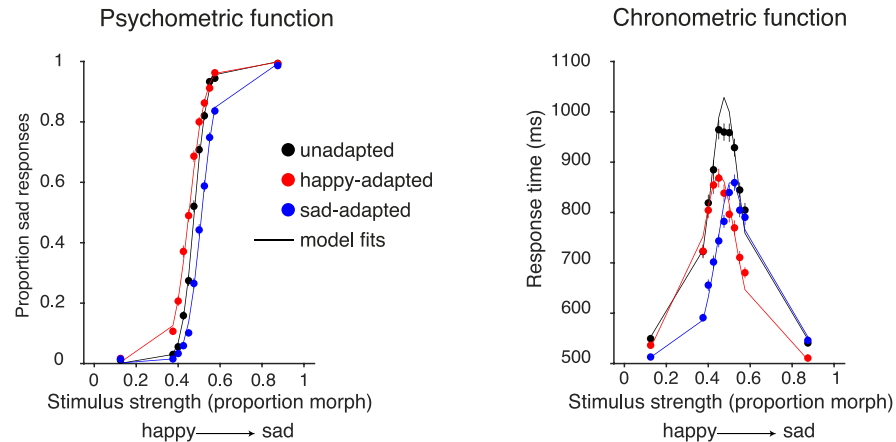 Psychometric function
Proportion sad responses
1
0.8
0.6
0.4
0.2
0
0 0.2 0.4 0.6 0.8 1
Stimulus strength (proportion morph)
happy sad
unadapted
happy-adapted
sad-adapted
model fits
Chronometric function
Response time (ms)
1100
1000
900
800
700
600
500
0 0.2 0.4 0.6 0.8 1
Stimulus strength (proportion morph)
happy sad